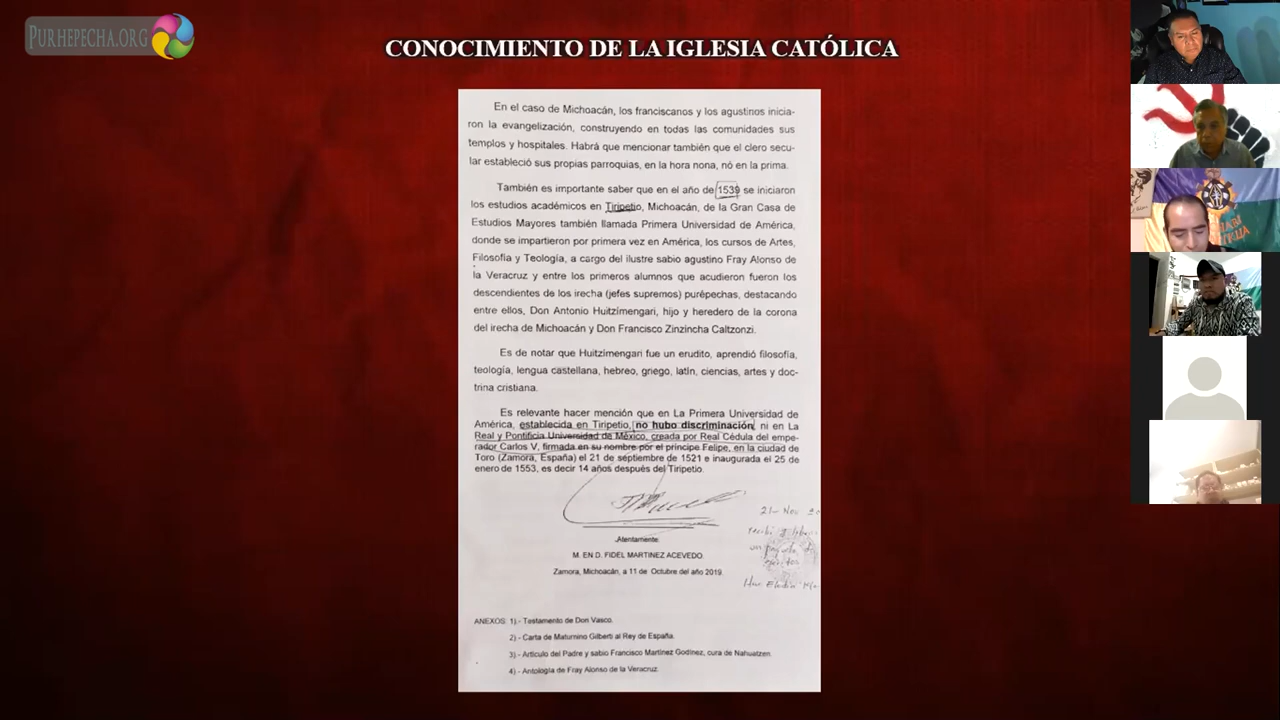 PURHEPECHA.ORG
CONOCIMIENTO DE LA IGLESIA CATÓLICA
En el caso de Michoacán, los franciscanos y los agustinos inicia-
ron la evangelización, construyendo en todas las comunidades sus
templos y hospitales. Habrá que mencionar también que el clero secu-
lar estableció sus propias parroquias, en la hora nona, nó en la prima.
También es importante saber que en el año de 1539 se iniciaron
los estudios académicos en Tiripetio, Michoacán, de la Gran Casa de
Estudios Mayores también llamada Primera Universidad de América,
donde se impartieron por primera vez en América, los cursos de Artes,
Filosofía y Teología, a cargo del ilustre sabio agustino Fray Alonso de
la Veracruz y entre los primeros alumnos que acudieron fueron los
descendientes de los irecha (jefes supremos) purépechas, destacando
entre ellos, Don Antonio Huitzimengari, hijo y heredero de la corona
del irecha de Michoacán y Don Francisco Zinzincha Caltzonzi.
Es de notar que Huitzimengari fue un erudito, aprendió filosofía,
teología, lengua castellana, hebreo, griego, latín, ciencias, artes y doc-
trina cristiana.
Es relevante hacer mención que en La Primera Universidad de
América, establecida en Tiripetio, no hubo discriminación, ni en La
Real y Pontificia Universidad de México, creada por Real Cédula del empe-
rador Carlos V, firmada en su nombre por el príncipe Felipe, en la ciudad de
Toro (Zamora, España) el 21 de septiembre de 1521 e inaugurada el 25 de
enero de 1553, es decir 14 años después del Tiripetio.
21-Nov
Atentamente.
M. EN D. FIDEL MARTINEZ ACEVEDO.
Zamora, Michoacán, a 11 de Octubre del año 2019.
ANEXOS: 1).- Testamento de Don Vasco.
2) - Carta de Maturnino Gilberti al Rey de España.
3) - Artículo del Padre y sabio Francisco Martínez Godínez, cura de Nahuatzen.
4) - Antología de Fray Alonso de la Veracruz.